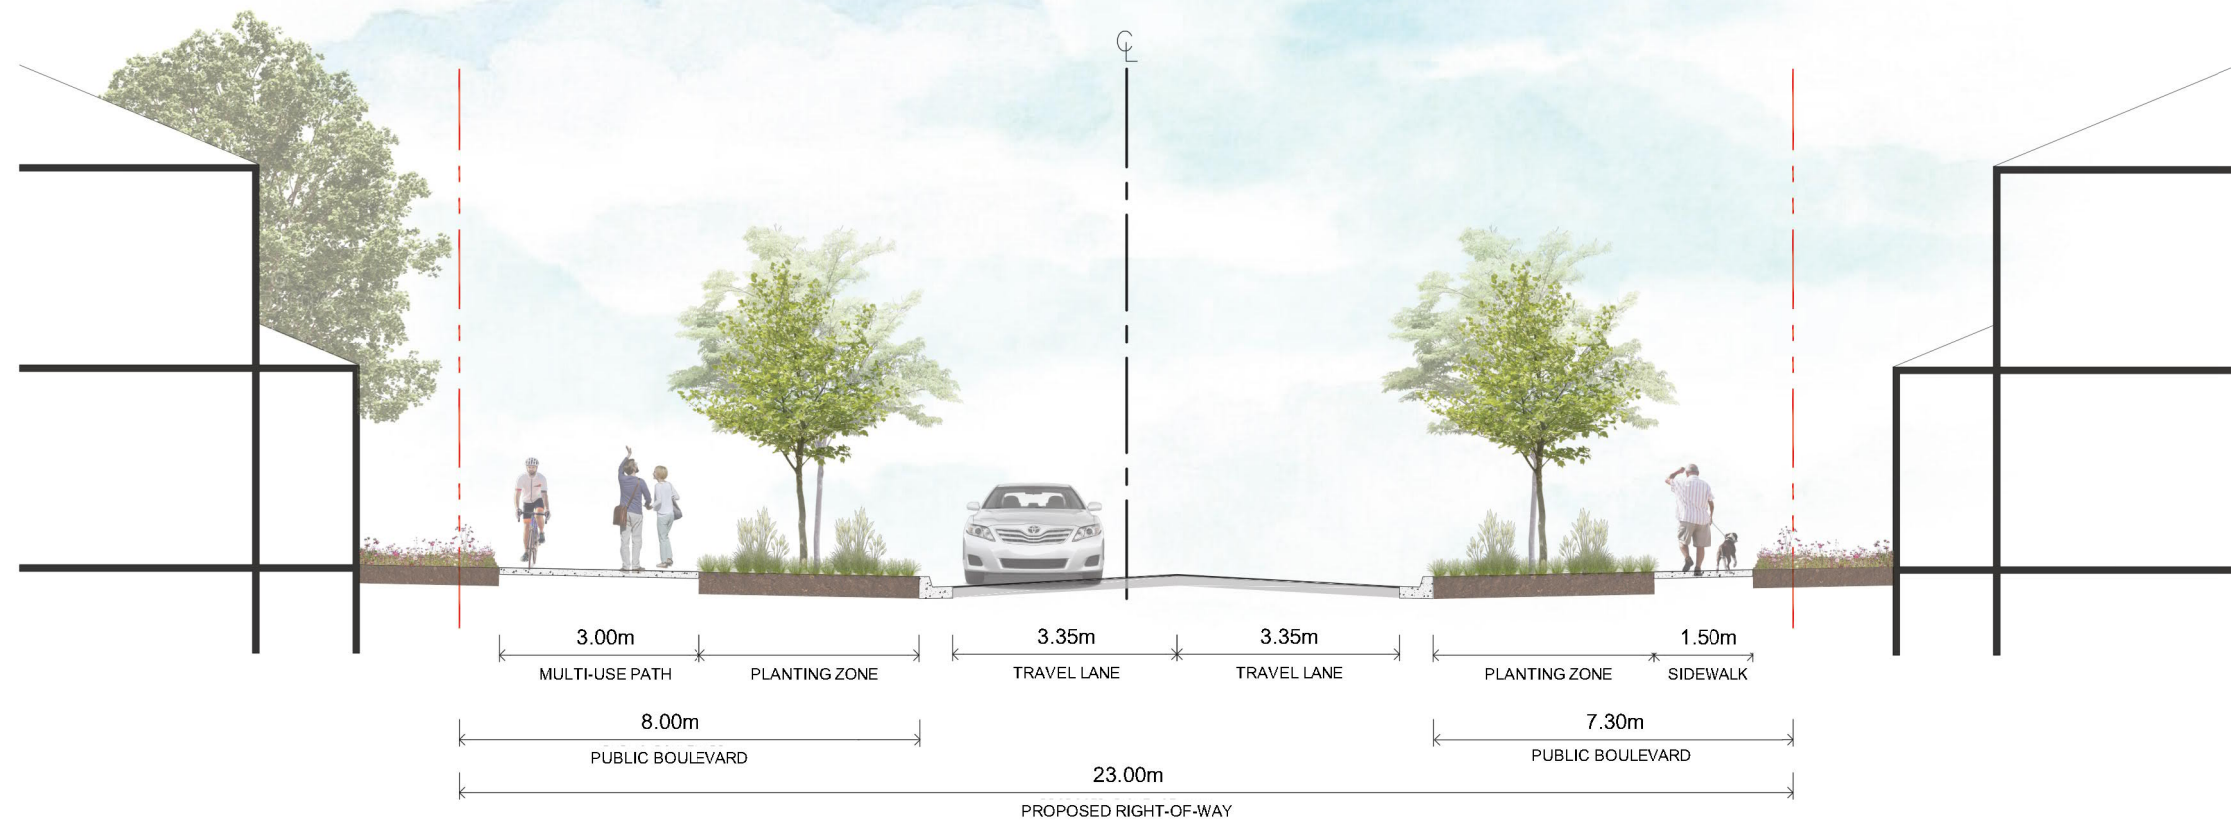 ℄
3.00m
3.35m
3.35m
1.50m
MULTI-USE PATH
PLANTING ZONE
TRAVEL LANE
TRAVEL LANE
PLANTING ZONE
SIDEWALK
8.00m
7.30m
PUBLIC BOULEVARD
PUBLIC BOULEVARD
23.00m
PROPOSED RIGHT-OF-WAY